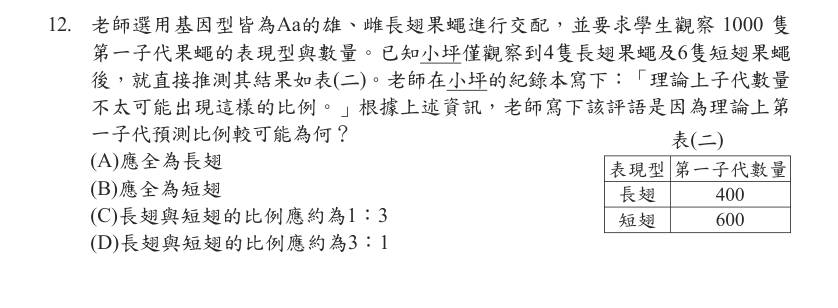 12. 老師選用基因型皆為Aa的雄、雌長翅果蠅進行交配，並要求學生觀察 1000 隻
第一子代果蠅的表現型與數量。已知小坪僅觀察到4隻長翅果蠅及6隻短翅果蠅
後，就直接推測其結果如表(二)。老師在小坪的紀錄本寫下：「理論上子代數量
不太可能出現這樣的比例。」根據上述資訊，老師寫下該評語是因為理論上第
一子代預測比例較可能為何？
(A)應全為長翅
(B)應全為短翅
(C)長翅與短翅的比例應約為1：3
(D)長翅與短翅的比例應約為3：1
表(二)
表現型 第一子代數量
長翅 400
短翅 600